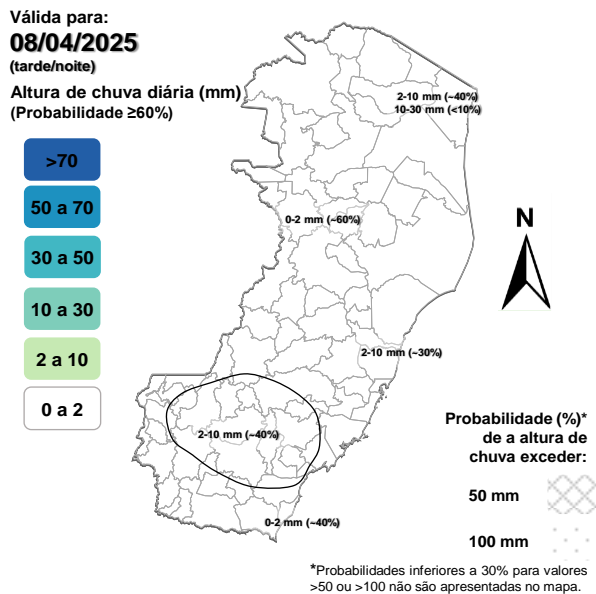 Válida para:
08/04/2025
(tarde/noite)
Altura de chuva diária (mm)
(Probabilidade ≥60%)
>70
50 a 70
30 a 50
10 a 30
2 a 10
0 a 2
2-10 mm (~40%)
10-30 mm (<10%)
0-2 mm (~60%)
N
2-10 mm (~30%)
2-10 mm (~40%)
0-2 mm (~40%)
Probabilidade (%)*
de a altura de
chuva exceder:
50 mm
100 mm
*Probabilidades inferiores a 30% para valores
>50 ou >100 não são apresentadas no mapa.